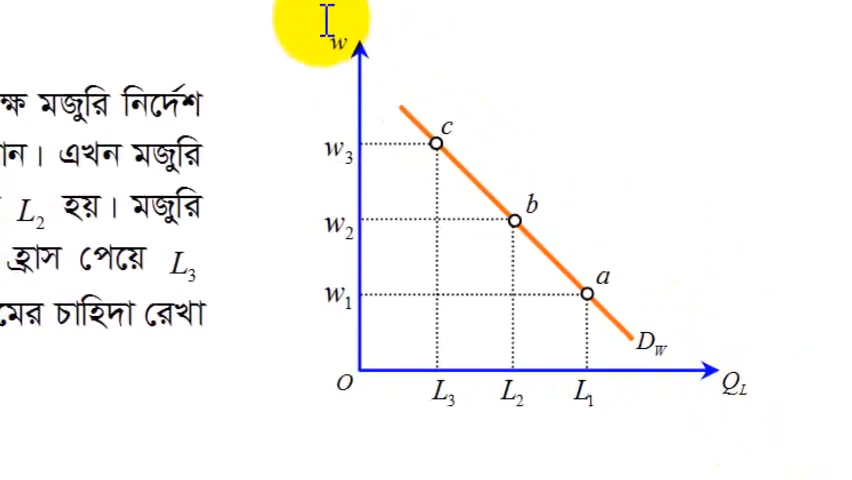 ক্ষ মজুরি নির্দেশ
ান। এখন মজুরি
L₂ হয়। মজুরি
হ্রাস পেয়ে L₃
মের চাহিদা রেখা
w
c
w₃
b
w₂
a
w₁
D_W
O
L₃ L₂ L₁ Q_L